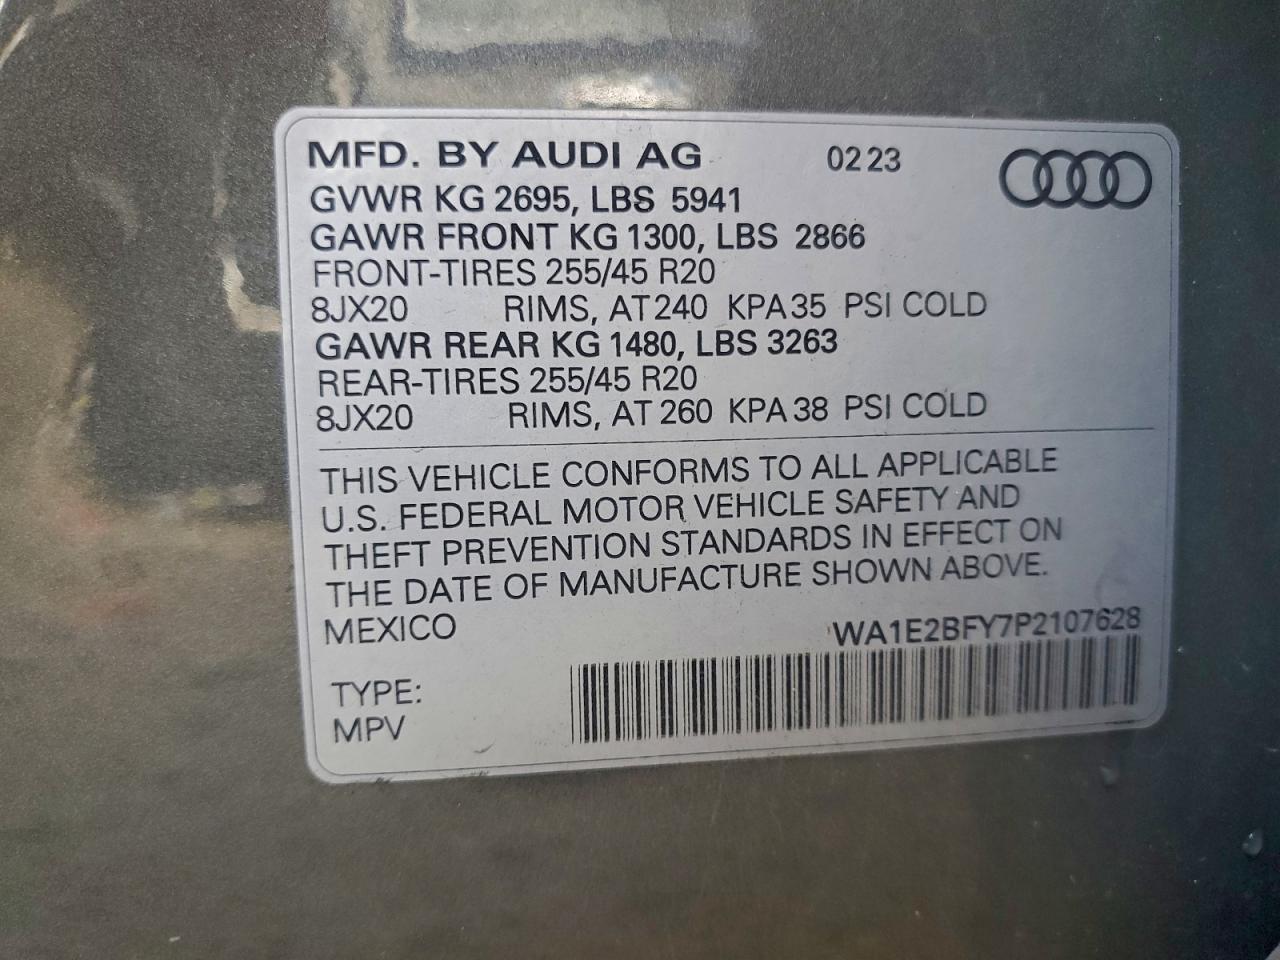 MFD. BY AUDI AG 02 23
GVWR KG 2695, LBS 5941
GAWR FRONT KG 1300, LBS 2866
FRONT-TIRES 255/45 R20
8JX20 RIMS, AT 240 KPA 35 PSI COLD
GAWR REAR KG 1480, LBS 3263
REAR-TIRES 255/45 R20
8JX20 RIMS, AT 260 KPA 38 PSI COLD
THIS VEHICLE CONFORMS TO ALL APPLICABLE
U.S. FEDERAL MOTOR VEHICLE SAFETY AND
THEFT PREVENTION STANDARDS IN EFFECT ON
THE DATE OF MANUFACTURE SHOWN ABOVE.
MEXICO WA1E2BFY7P2107628
TYPE:
MPV